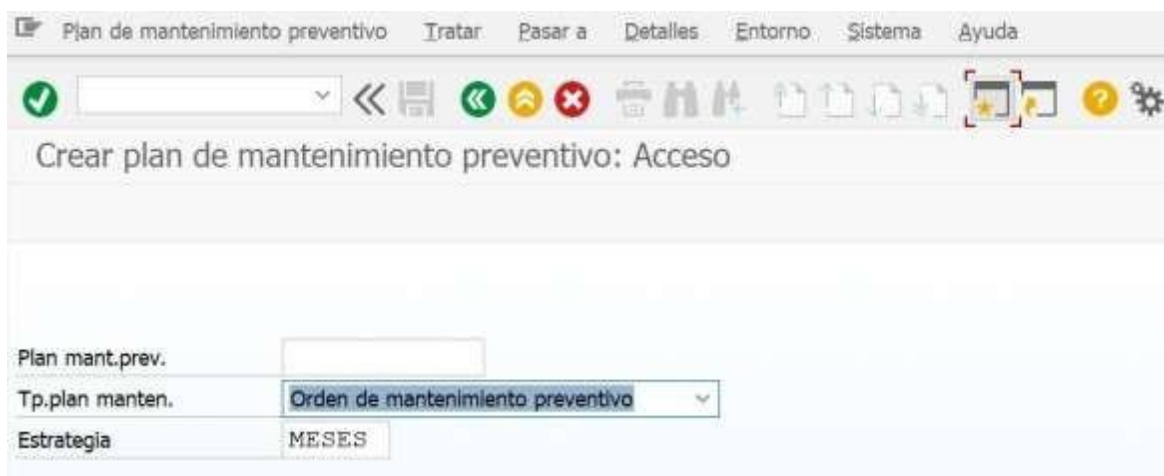 Plan de mantenimiento preventivo Tratar Pasar a Detalles Entorno Sistema Ayuda
Crear plan de mantenimiento preventivo: Acceso
Plan mant.prev.
Tp.plan manten. Orden de mantenimiento preventivo
Estrategia MESES